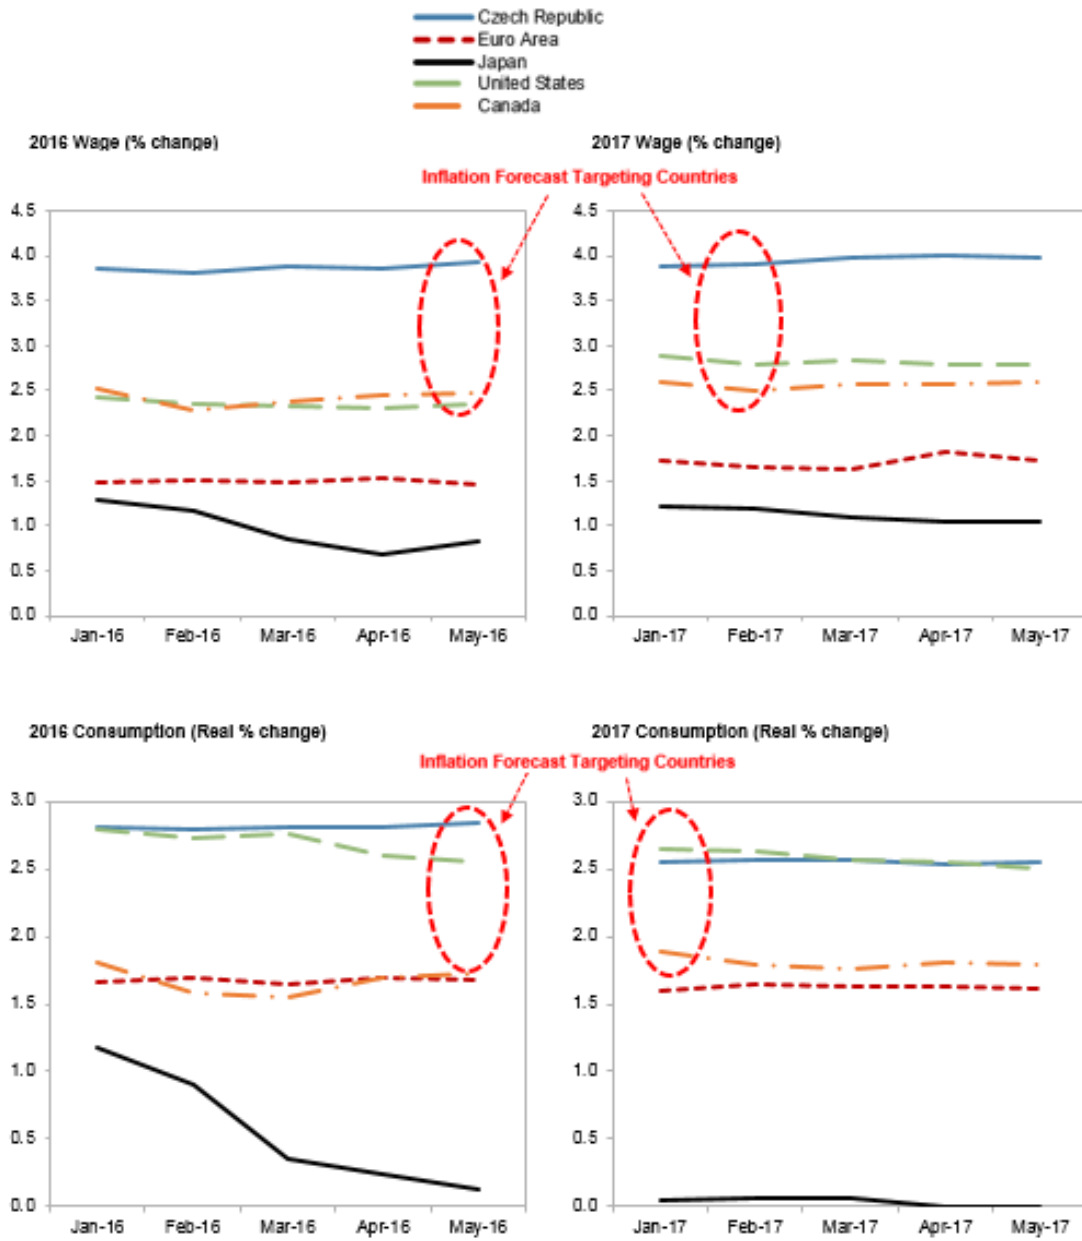 Czech Republic
Euro Area
Japan
United States
Canada
2016 Wage (% change)
2017 Wage (% change)
Inflation Forecast Targeting Countries
4.5
4.0
3.5
3.0
2.5
2.0
1.5
1.0
0.5
0.0
Jan-16 Feb-16 Mar-16 Apr-16 May-16
4.5
4.0
3.5
3.0
2.5
2.0
1.5
1.0
0.5
0.0
Jan-17 Feb-17 Mar-17 Apr-17 May-17
2016 Consumption (Real % change)
2017 Consumption (Real % change)
Inflation Forecast Targeting Countries
3.0
2.5
2.0
1.5
1.0
0.5
0.0
Jan-16 Feb-16 Mar-16 Apr-16 May-16
3.0
2.5
2.0
1.5
1.0
0.5
0.0
Jan-17 Feb-17 Mar-17 Apr-17 May-17